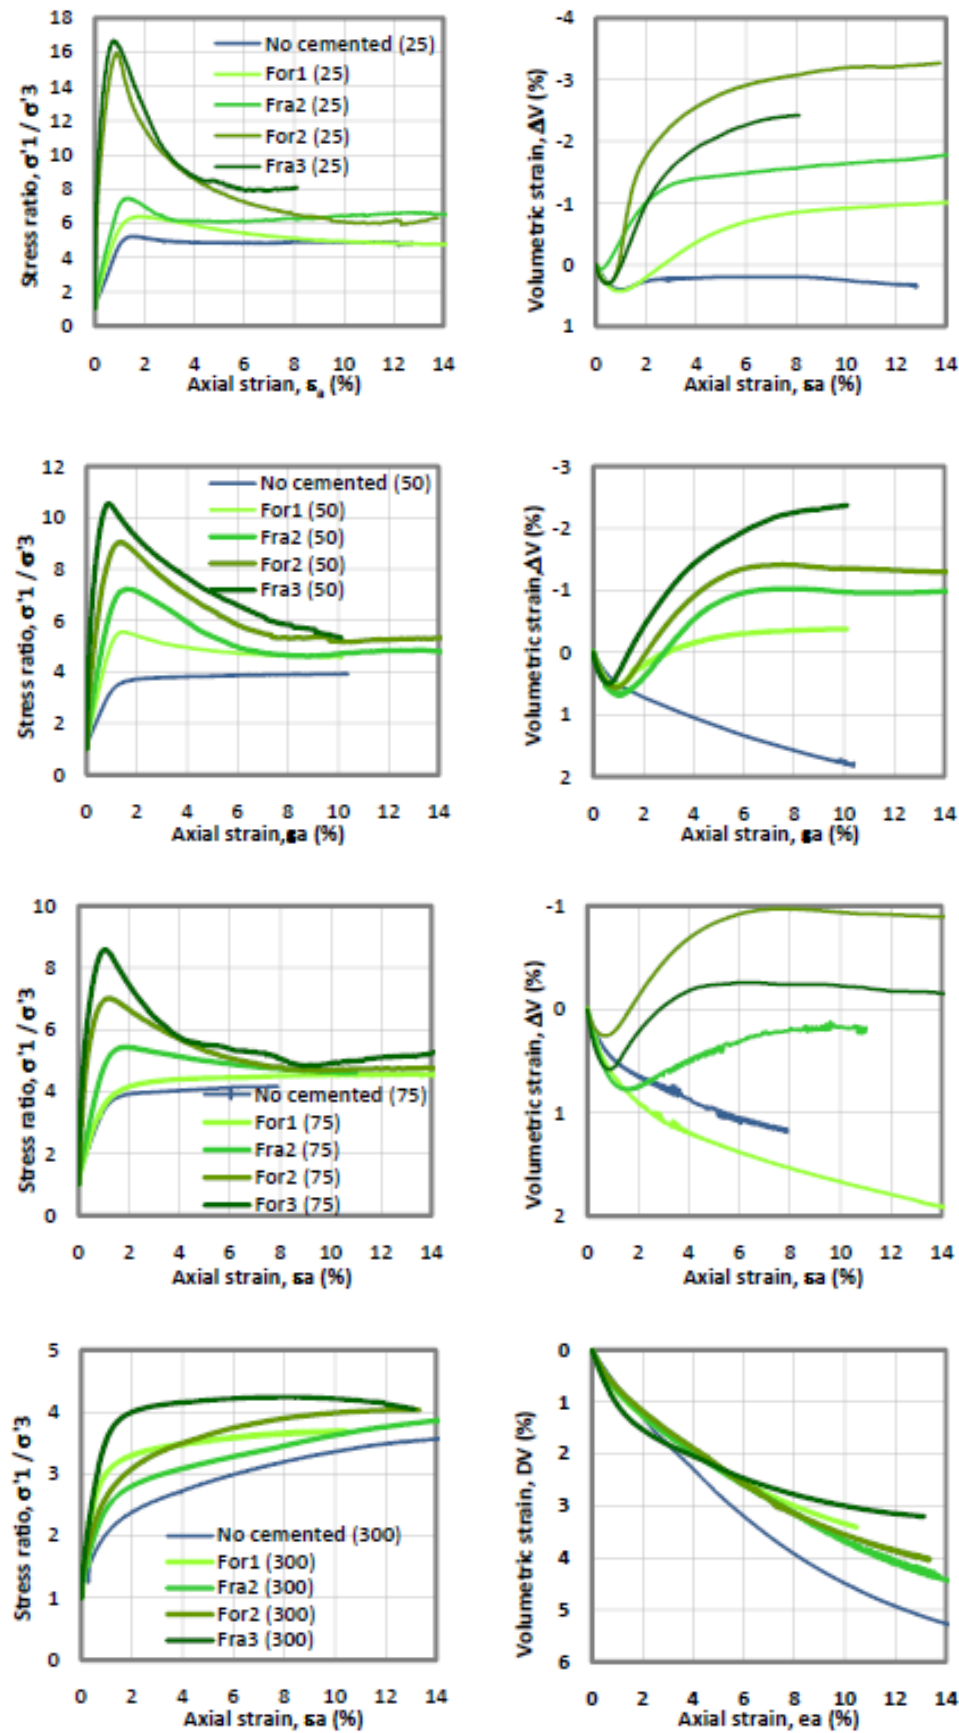 Stress ratio, σ'1 / σ'3
18
16
14
12
10
8
6
4
2
0
No cemented (25)
For1 (25)
Fra2 (25)
For2 (25)
Fra3 (25)
0 2 4 6 8 10 12 14
Axial strian, εa (%)
Volumetric strain, ΔV (%)
-4
-3
-2
-1
0
1
0 2 4 6 8 10 12 14
Axial strain, εa (%)
Stress ratio, σ'1 / σ'3
12
10
8
6
4
2
0
No cemented (50)
For1 (50)
Fra2 (50)
For2 (50)
Fra3 (50)
0 2 4 6 8 10 12 14
Axial strain,εa (%)
Volumetric strain,ΔV (%)
-3
-2
-1
0
1
2
0 2 4 6 8 10 12 14
Axial strain, εa (%)
Stress ratio, σ'1 / σ'3
10
8
6
4
2
0
No cemented (75)
For1 (75)
Fra2 (75)
For2 (75)
For3 (75)
0 2 4 6 8 10 12 14
Axial strain, εa (%)
Volumetric strain, ΔV (%)
-1
0
1
2
0 2 4 6 8 10 12 14
Axial strain, εa (%)
Stress ratio, σ'1 / σ'3
5
4
3
2
1
0
No cemented (300)
For1 (300)
Fra2 (300)
For2 (300)
Fra3 (300)
0 2 4 6 8 10 12 14
Axial strain, εa (%)
Volumetric strain, DV (%)
0
1
2
3
4
5
6
0 2 4 6 8 10 12 14
Axial strain, ea (%)